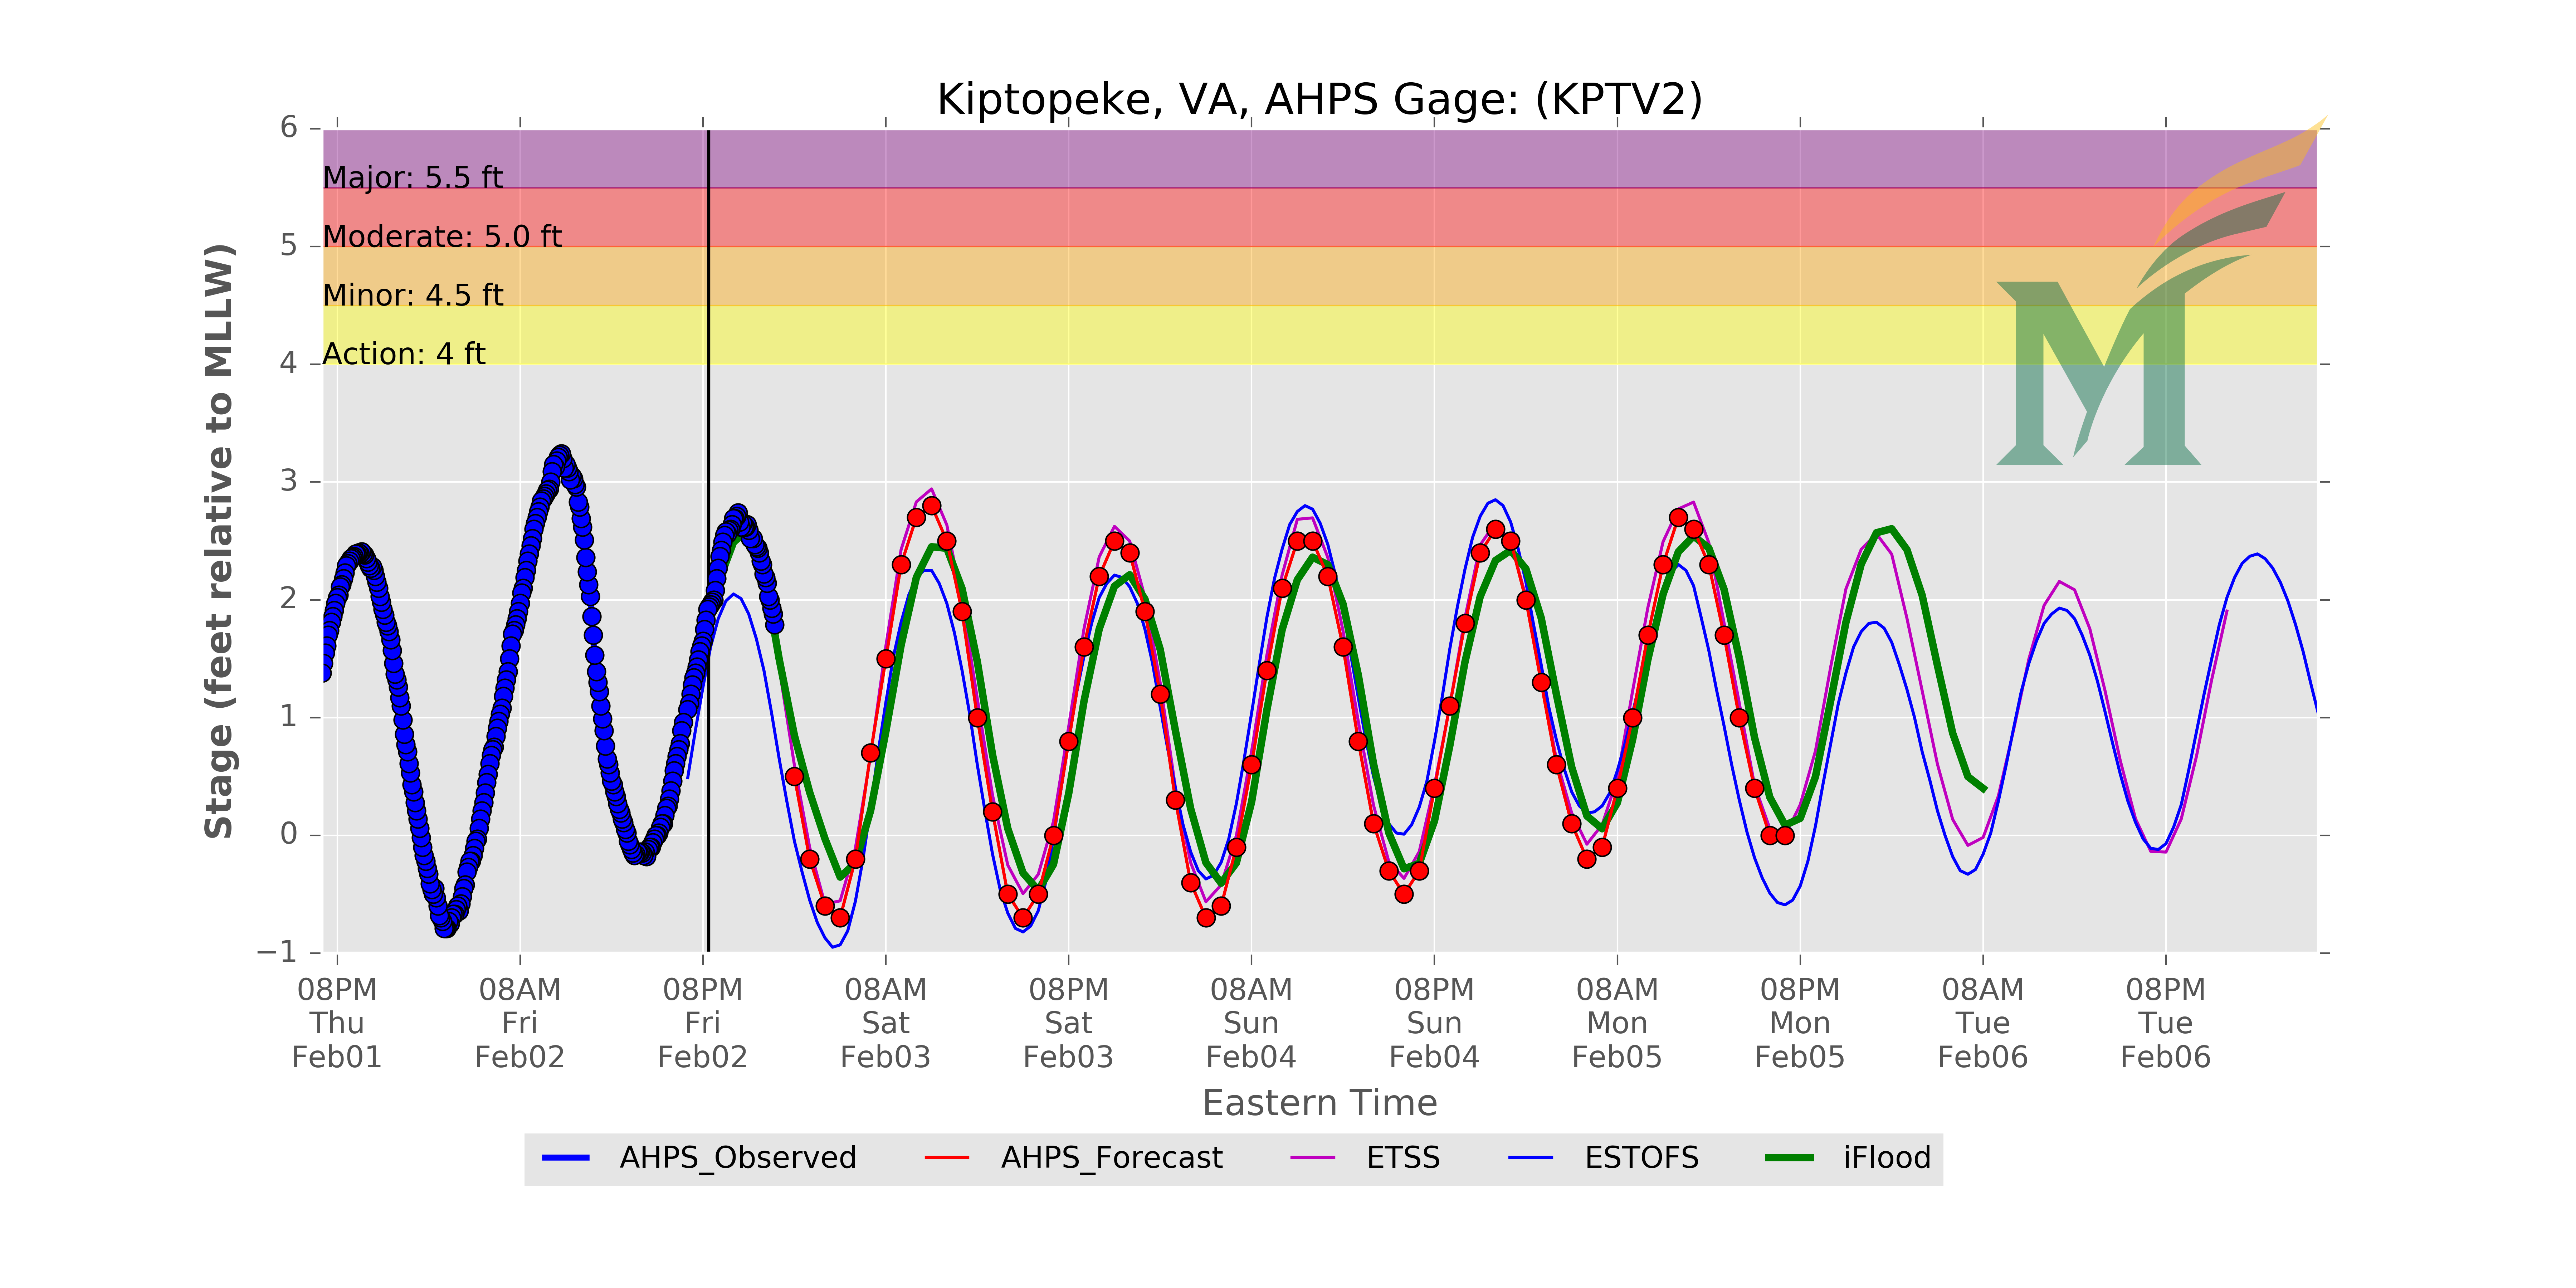 Kiptopeke, VA, AHPS Gage: (KPTV2)
6
Major: 5.5 ft
Moderate: 5.0 ft
5
Minor: 4.5 ft
Action: 4 ft
4
3
2
1
0
−1
Stage (feet relative to MLLW)
08PM 08AM 08PM 08AM 08PM 08AM 08PM 08AM 08PM 08AM 08PM
Thu Fri Fri Sat Sat Sun Sun Mon Mon Tue Tue
Feb01 Feb02 Feb02 Feb03 Feb03 Feb04 Feb04 Feb05 Feb05 Feb06 Feb06
Eastern Time
AHPS_Observed AHPS_Forecast ETSS ESTOFS iFlood
M